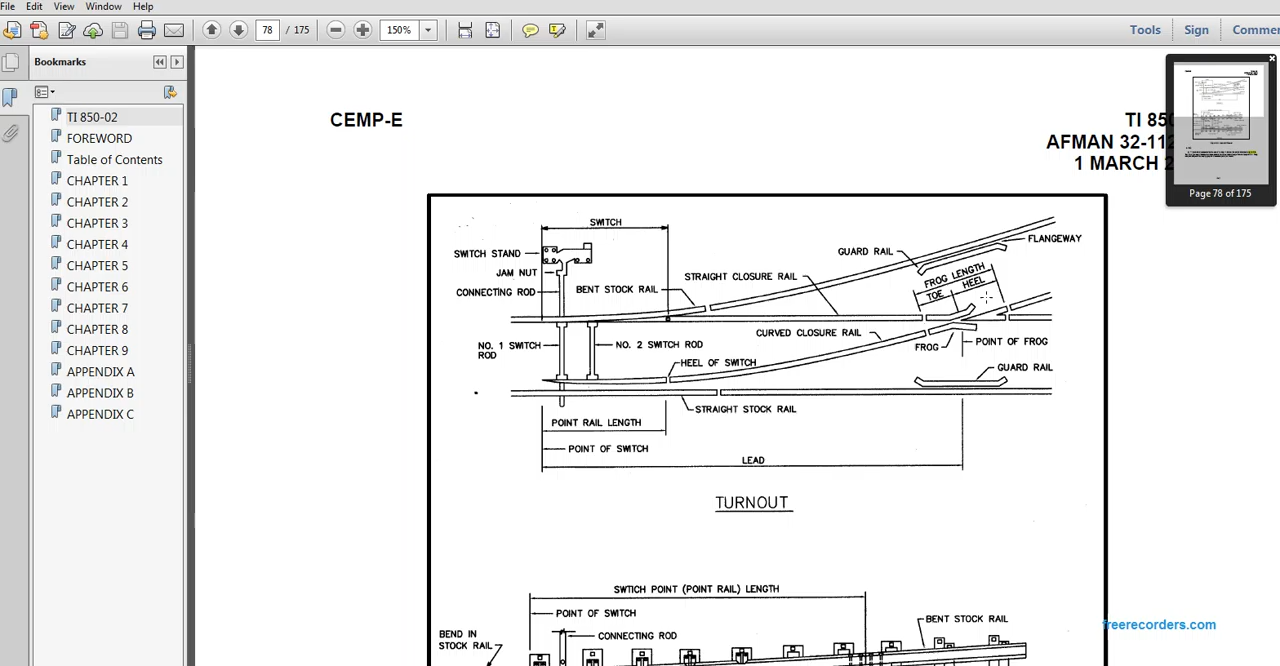 File Edit View Window Help
78 / 175 150% Tools Sign Comme
Bookmarks
TI 850-02
FOREWORD
Table of Contents
CHAPTER 1
CHAPTER 2
CHAPTER 3
CHAPTER 4
CHAPTER 5
CHAPTER 6
CHAPTER 7
CHAPTER 8
CHAPTER 9
APPENDIX A
APPENDIX B
APPENDIX C
CEMP-E
TI 850
AFMAN 32-112
1 MARCH 2
Page 78 of 175
SWITCH
SWITCH STAND
JAM NUT
CONNECTING ROD
BENT STOCK RAIL
STRAIGHT CLOSURE RAIL
GUARD RAIL
FLANGEWAY
FROG LENGTH
TOE
HEEL
NO. 1 SWITCH
ROD
NO. 2 SWITCH ROD
CURVED CLOSURE RAIL
FROG
POINT OF FROG
HEEL OF SWITCH
GUARD RAIL
STRAIGHT STOCK RAIL
POINT RAIL LENGTH
POINT OF SWITCH
LEAD
TURNOUT
SWTICH POINT (POINT RAIL) LENGTH
POINT OF SWITCH
BENT STOCK RAIL
BEND IN
STOCK RAIL
CONNECTING ROD
freerecorders.com